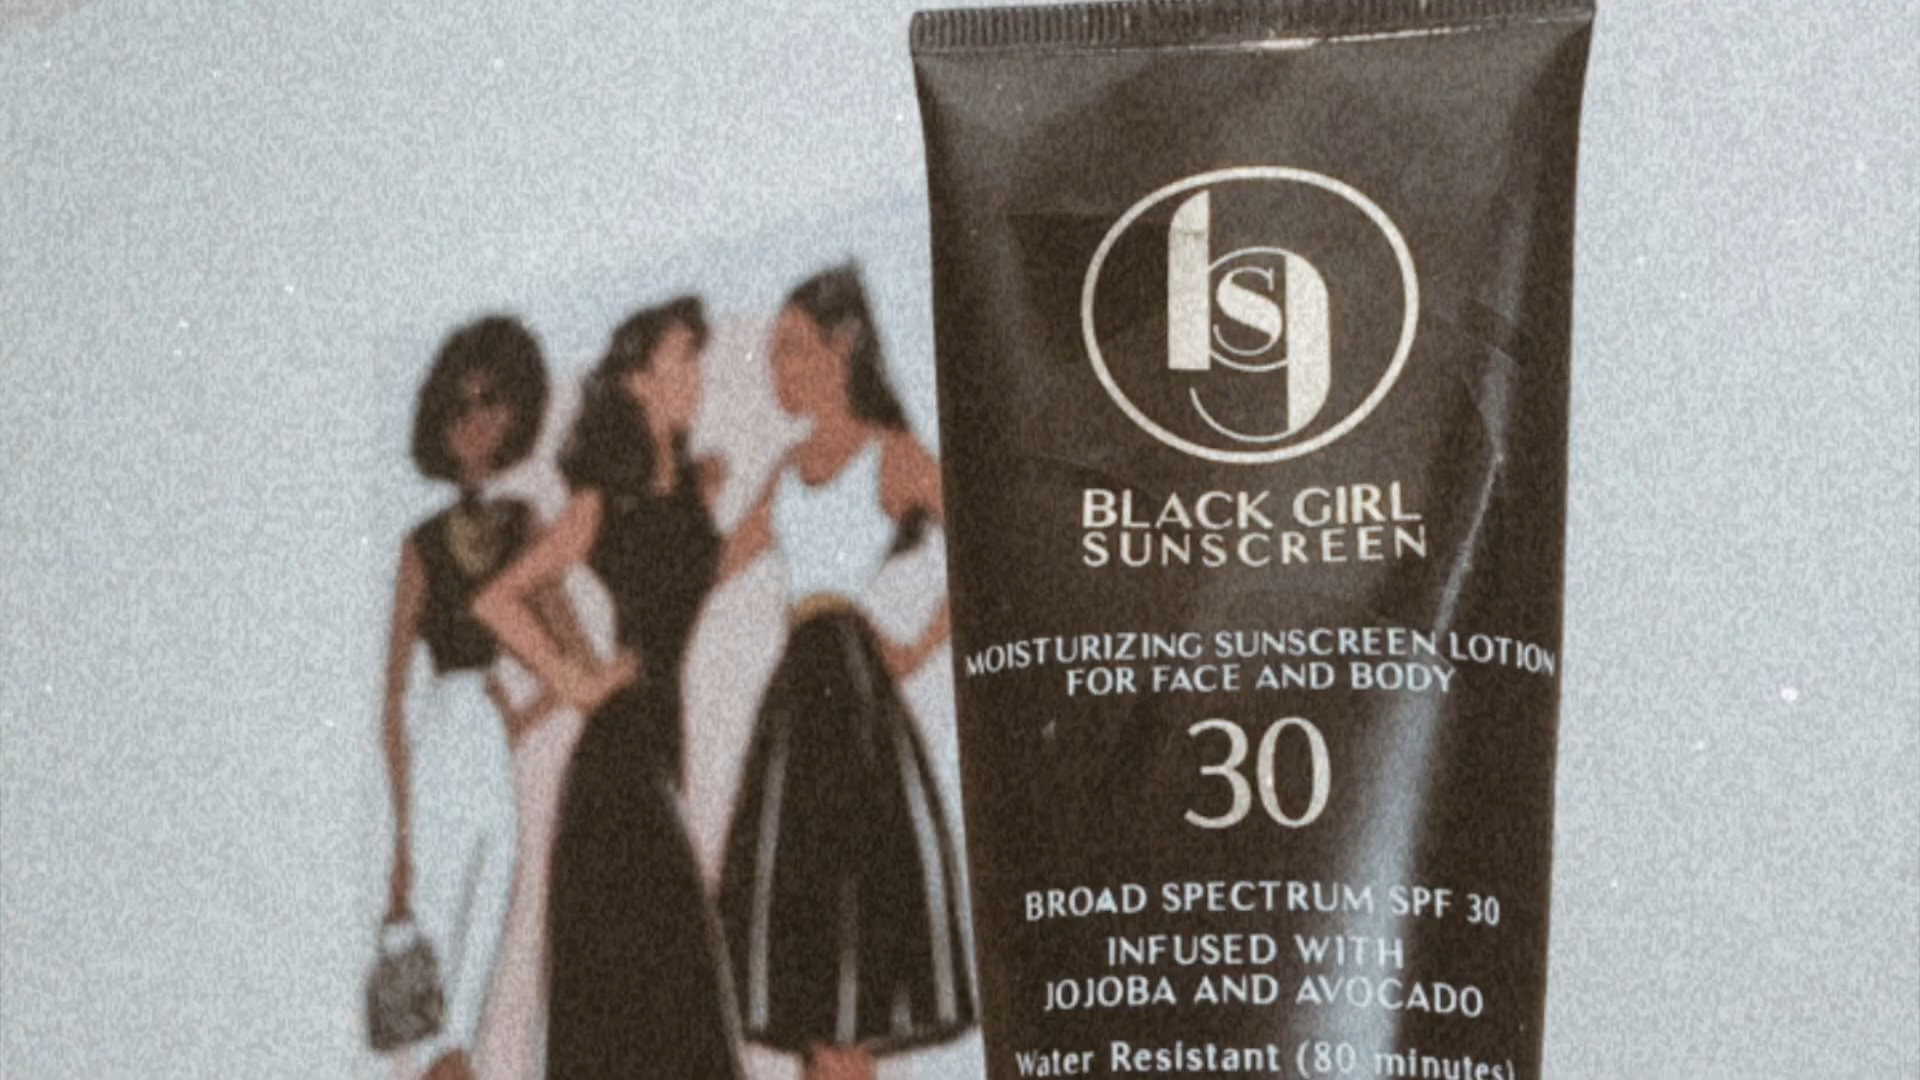 bsg
BLACK GIRL
SUNSCREEN
MOISTURIZING SUNSCREEN LOTION
FOR FACE AND BODY
30
BROAD SPECTRUM SPF 30
INFUSED WITH
JOJOBA AND AVOCADO
Water Resistant (80 minutes)